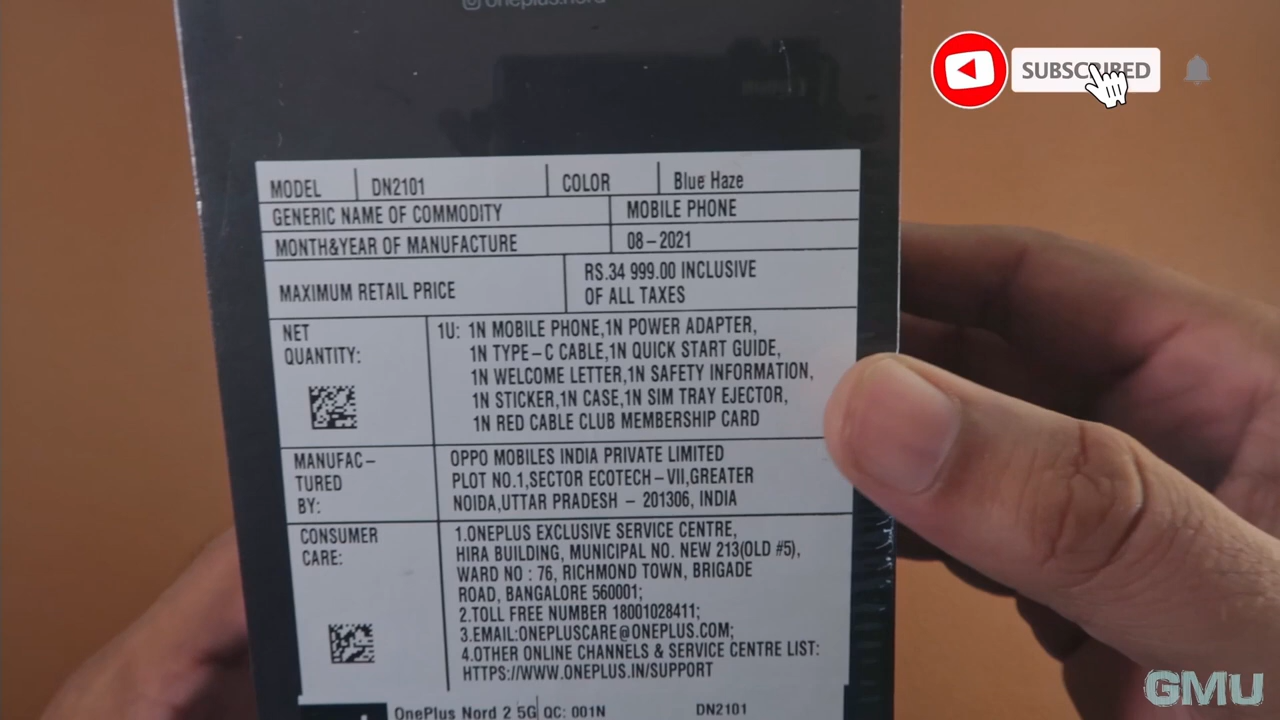 oneplus.nord
SUBSCRIBED
MODEL DN2101 COLOR Blue Haze
GENERIC NAME OF COMMODITY MOBILE PHONE
MONTH&YEAR OF MANUFACTURE 08-2021
MAXIMUM RETAIL PRICE RS.34 999.00 INCLUSIVE
OF ALL TAXES
NET
QUANTITY:
1U: 1N MOBILE PHONE,1N POWER ADAPTER,
1N TYPE-C CABLE,1N QUICK START GUIDE,
1N WELCOME LETTER,1N SAFETY INFORMATION,
1N STICKER,1N CASE,1N SIM TRAY EJECTOR,
1N RED CABLE CLUB MEMBERSHIP CARD
MANUFAC-
TURED
BY:
OPPO MOBILES INDIA PRIVATE LIMITED
PLOT NO.1,SECTOR ECOTECH-VII,GREATER
NOIDA,UTTAR PRADESH - 201306, INDIA
CONSUMER
CARE:
1.ONEPLUS EXCLUSIVE SERVICE CENTRE,
HIRA BUILDING, MUNICIPAL NO. NEW 213(OLD #5),
WARD NO : 76, RICHMOND TOWN, BRIGADE
ROAD, BANGALORE 560001;
2.TOLL FREE NUMBER 18001028411;
3.EMAIL:ONEPLUSCARE@ONEPLUS.COM;
4.OTHER ONLINE CHANNELS & SERVICE CENTRE LIST:
HTTPS://WWW.ONEPLUS.IN/SUPPORT
OnePlus Nord 2 5G QC: 001N DN2101
GMU